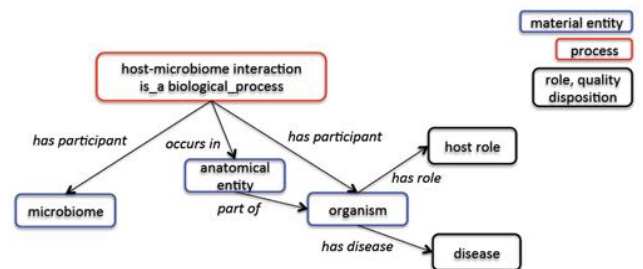 material entity
process
role, quality
disposition
host-microbiome interaction
is_a biological_process
has participant
occurs in
has participant
host role
anatomical
entity
has role
microbiome
part of
organism
has disease
disease